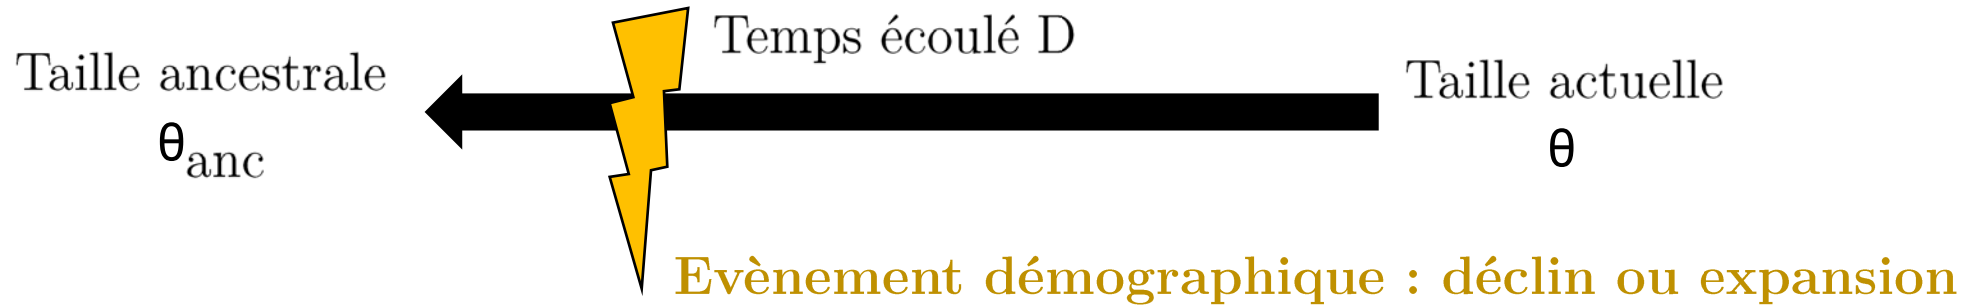 Temps écoulé D
Taille ancestrale
θanc
Taille actuelle
θ
Evènement démographique : déclin ou expansion